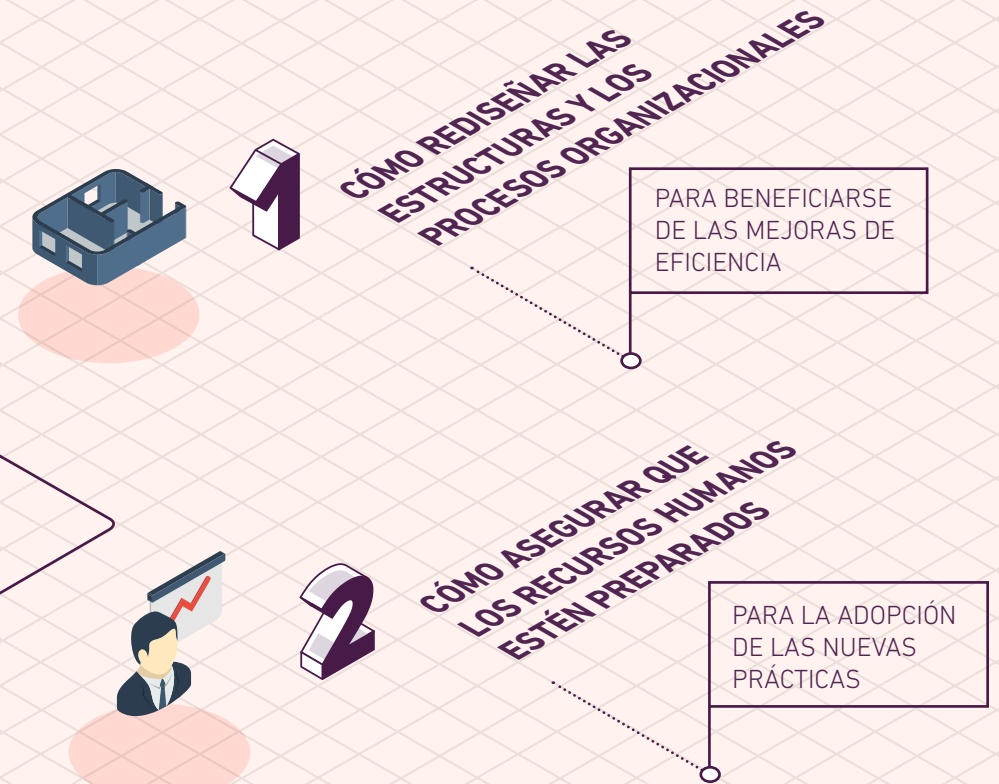 1
CÓMO REDISEÑAR LAS
ESTRUCTURAS Y LOS
PROCESOS ORGANIZACIONALES
PARA BENEFICIARSE
DE LAS MEJORAS DE
EFICIENCIA
2
CÓMO ASEGURAR QUE
LOS RECURSOS HUMANOS
ESTÉN PREPARADOS
PARA LA ADOPCIÓN
DE LAS NUEVAS
PRÁCTICAS